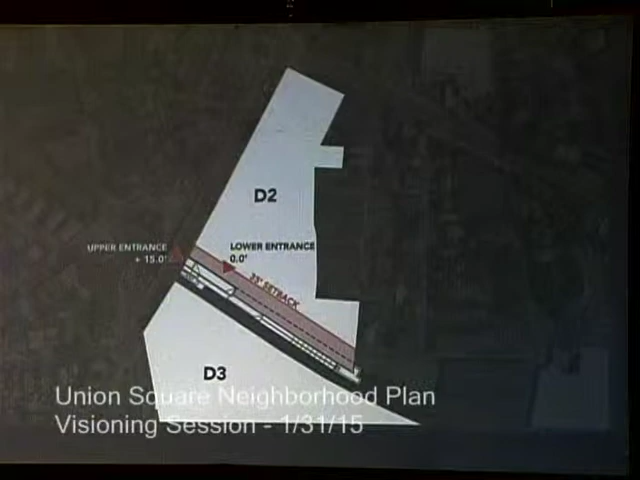 D2
UPPER ENTRANCE
+ 15.0'
LOWER ENTRANCE
0.0'
25' SETBACK
D3
Union Square Neighborhood Plan
Visioning Session - 1/31/15